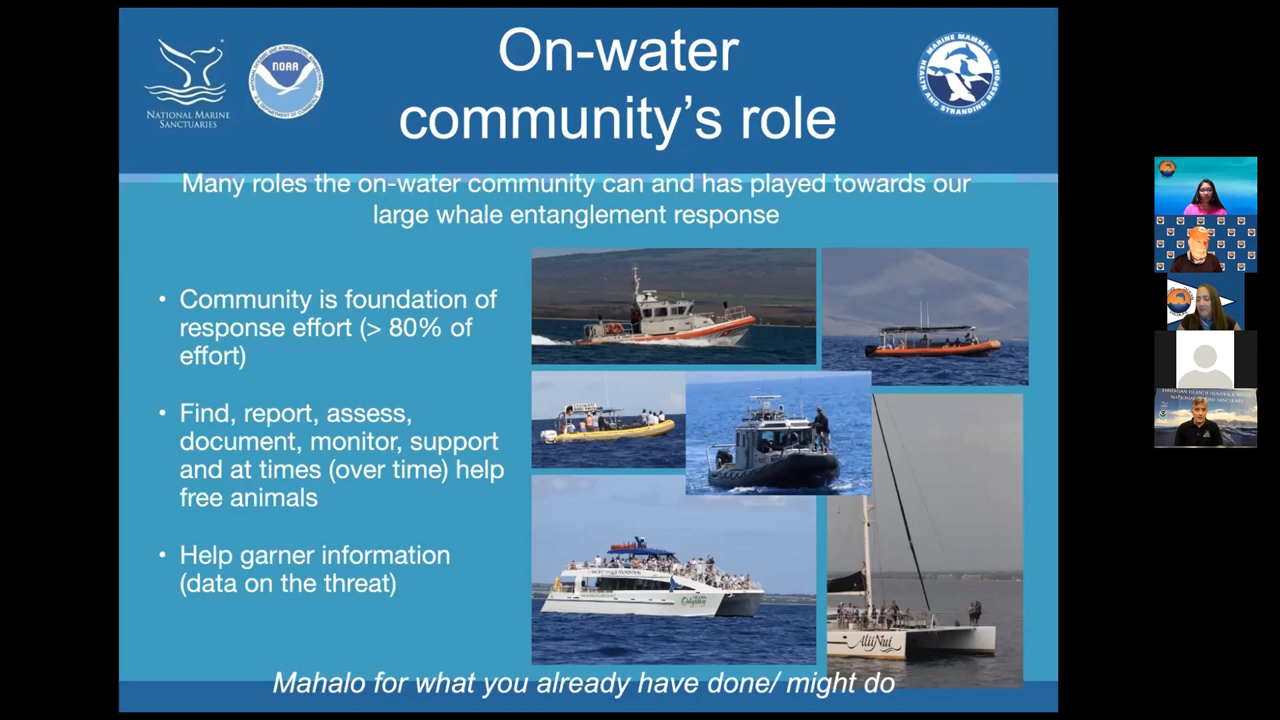 On-water
community's role
NATIONAL MARINE
SANCTUARIES
NOAA
MARINE MAMMAL
HEALTH AND STRANDING RESPONSE
Many roles the on-water community can and has played towards our
large whale entanglement response
• Community is foundation of
response effort (> 80% of
effort)
• Find, report, assess,
document, monitor, support
and at times (over time) help
free animals
• Help garner information
(data on the threat)
Odyssey
Alii Nui
Mahalo for what you already have done/ might do